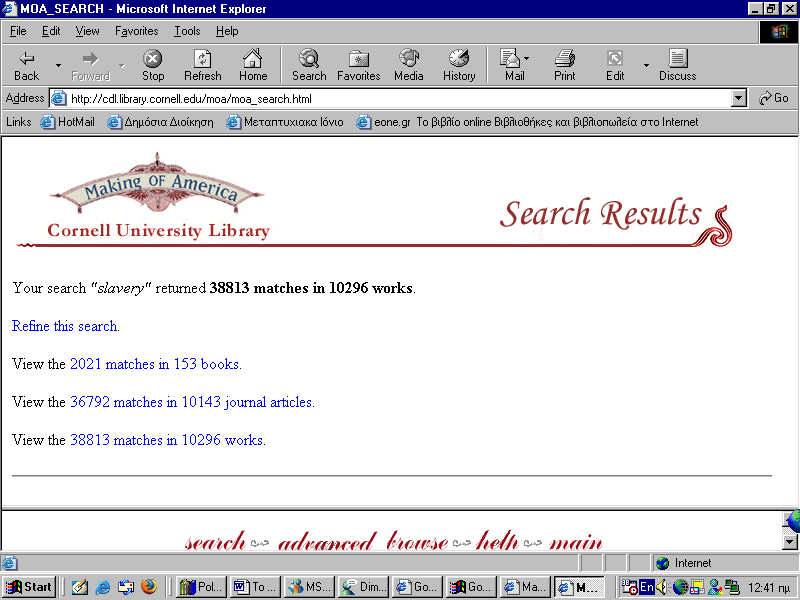 MOA_SEARCH - Microsoft Internet Explorer
File Edit View Favorites Tools Help
Back Forward Stop Refresh Home Search Favorites Media History Mail Print Edit Discuss
Address http://cdl.library.cornell.edu/moa/moa_search.html Go
Links HotMail Δημόσια Διοίκηση Μεταπτυχιακα Ιόνιο eone.gr Το βιβλίο online Βιβλιοθήκες και βιβλιοπωλεία στο Internet
Making OF America
Cornell University Library
Search Results
Your search "slavery" returned 38813 matches in 10296 works.
Refine this search.
View the 2021 matches in 153 books.
View the 36792 matches in 10143 journal articles.
View the 38813 matches in 10296 works.
search advanced browse help main
Internet
Start Pol... To ... MS... Dim... Go... Go... Ma... M... En 12:41 πμ